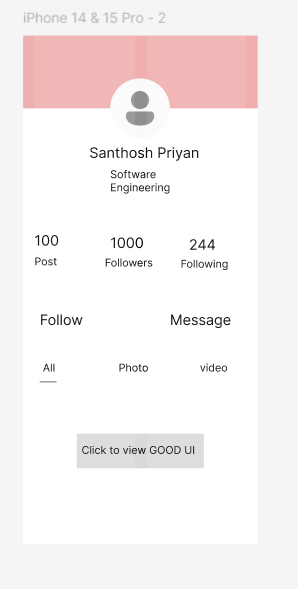 iPhone 14 & 15 Pro - 2
Santhosh Priyan
Software
Engineering
100 1000 244
Post Followers Following
Follow Message
All Photo video
Click to view GOOD UI